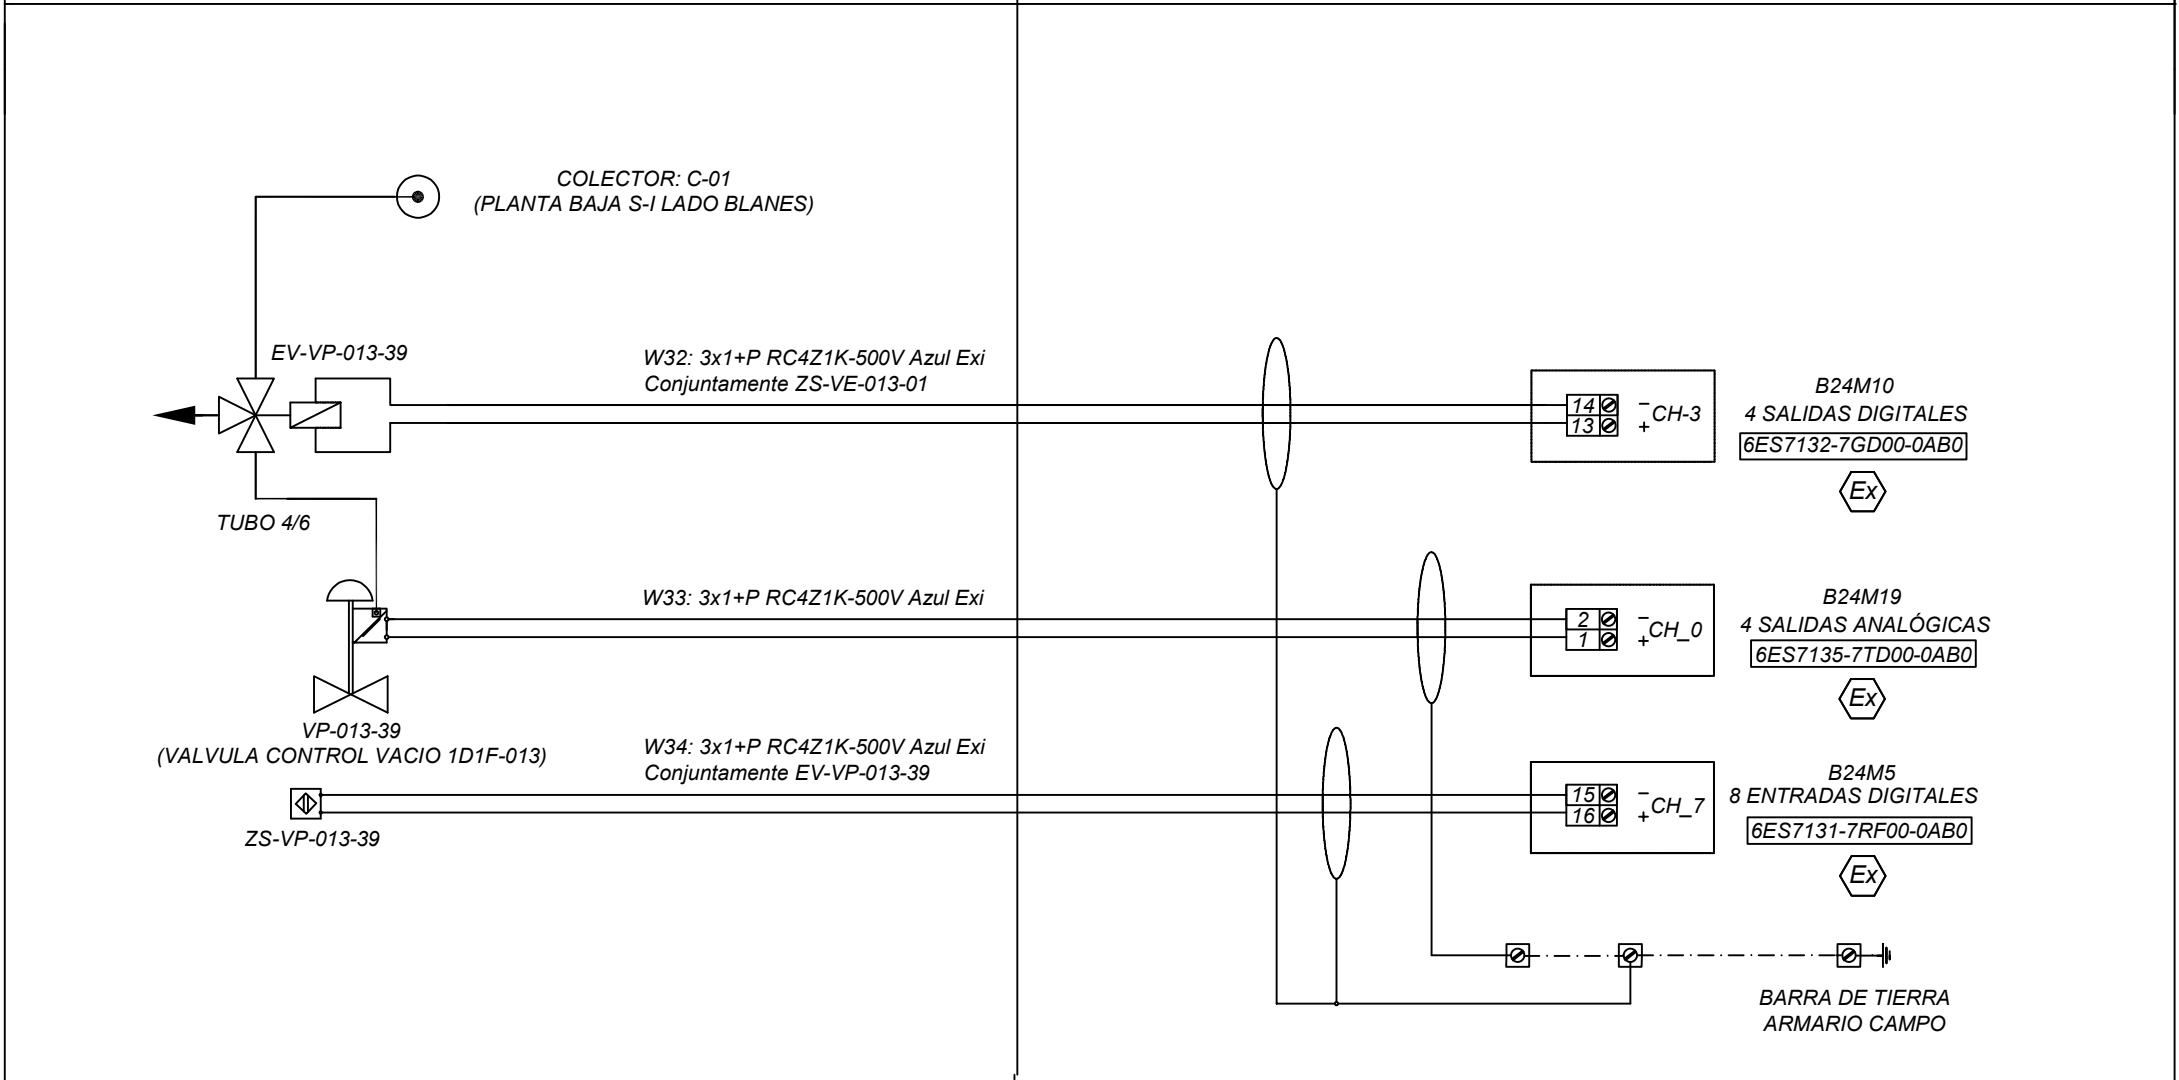 COLECTOR: C-01
(PLANTA BAJA S-I LADO BLANES)
EV-VP-013-39
W32: 3x1+P RC4Z1K-500V Azul Exi
Conjuntamente ZS-VE-013-01
14
13
−
+
CH-3
B24M10
4 SALIDAS DIGITALES
6ES7132-7GD00-0AB0
Ex
TUBO 4/6
W33: 3x1+P RC4Z1K-500V Azul Exi
2
1
−
+
CH_0
B24M19
4 SALIDAS ANALÓGICAS
6ES7135-7TD00-0AB0
Ex
VP-013-39
(VALVULA CONTROL VACIO 1D1F-013)
W34: 3x1+P RC4Z1K-500V Azul Exi
Conjuntamente EV-VP-013-39
ZS-VP-013-39
15
16
−
+
CH_7
B24M5
8 ENTRADAS DIGITALES
6ES7131-7RF00-0AB0
Ex
BARRA DE TIERRA
ARMARIO CAMPO